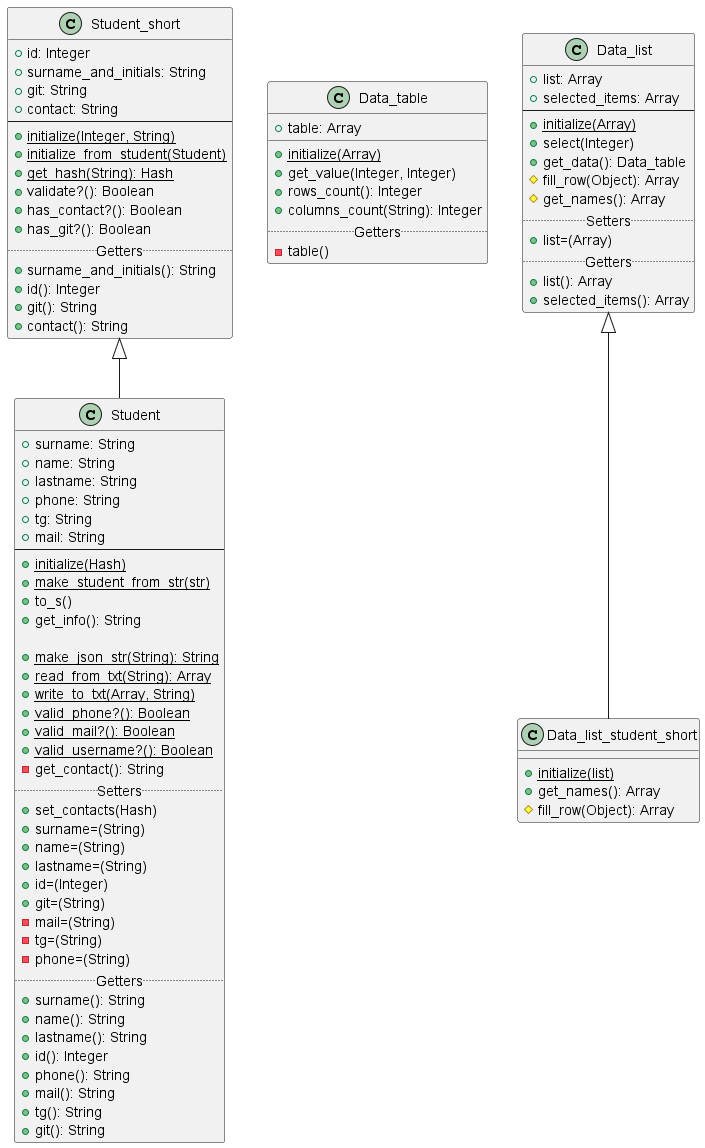 Student_short
id: Integer
surname_and_initials: String
git: String
contact: String
initialize(Integer, String)
initialize_from_student(Student)
get_hash(String): Hash
validate?(): Boolean
has_contact?(): Boolean
has_git?(): Boolean
Getters
surname_and_initials(): String
id(): Integer
git(): String
contact(): String
Data_table
table: Array
initialize(Array)
get_value(Integer, Integer)
rows_count(): Integer
columns_count(String): Integer
Getters
table()
Data_list
list: Array
selected_items: Array
initialize(Array)
select(Integer)
get_data(): Data_table
fill_row(Object): Array
get_names(): Array
Setters
list=(Array)
Getters
list(): Array
selected_items(): Array
Student
surname: String
name: String
lastname: String
phone: String
tg: String
mail: String
initialize(Hash)
make_student_from_str(str)
to_s()
get_info(): String
make_json_str(String): String
read_from_txt(String): Array
write_to_txt(Array, String)
valid_phone?(): Boolean
valid_mail?(): Boolean
valid_username?(): Boolean
get_contact(): String
Setters
set_contacts(Hash)
surname=(String)
name=(String)
lastname=(String)
id=(Integer)
git=(String)
mail=(String)
tg=(String)
phone=(String)
Getters
surname(): String
name(): String
lastname(): String
id(): Integer
phone(): String
mail(): String
tg(): String
git(): String
Data_list_student_short
initialize(list)
get_names(): Array
fill_row(Object): Array